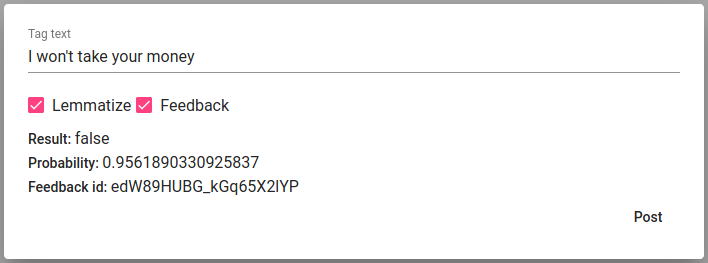 Tag text
I won't take your money
Lemmatize Feedback
Result: false
Probability: 0.9561890330925837
Feedback id: edW89HUBG_kGq65X2lYP
Post